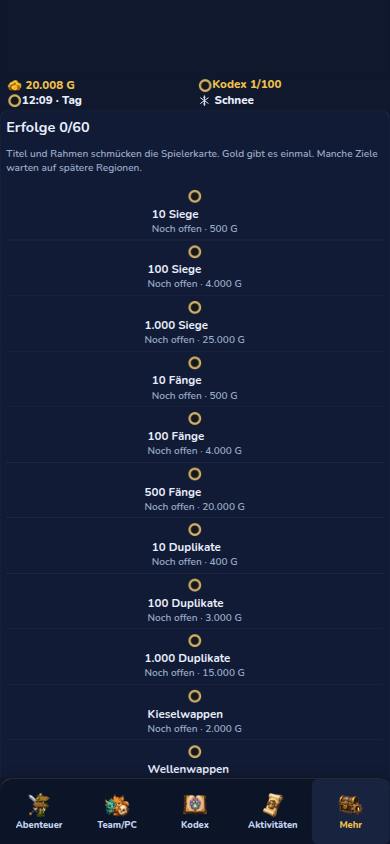 20.008 G
Kodex 1/100
12:09 · Tag
Schnee
Erfolge 0/60
Titel und Rahmen schmücken die Spielerkarte. Gold gibt es einmal. Manche Ziele
warten auf spätere Regionen.
10 Siege
Noch offen · 500 G
100 Siege
Noch offen · 4.000 G
1.000 Siege
Noch offen · 25.000 G
10 Fänge
Noch offen · 500 G
100 Fänge
Noch offen · 4.000 G
500 Fänge
Noch offen · 20.000 G
10 Duplikate
Noch offen · 400 G
100 Duplikate
Noch offen · 3.000 G
1.000 Duplikate
Noch offen · 15.000 G
Kieselwappen
Noch offen · 2.000 G
Wellenwappen
Abenteuer
Team/PC
Kodex
Aktivitäten
Mehr